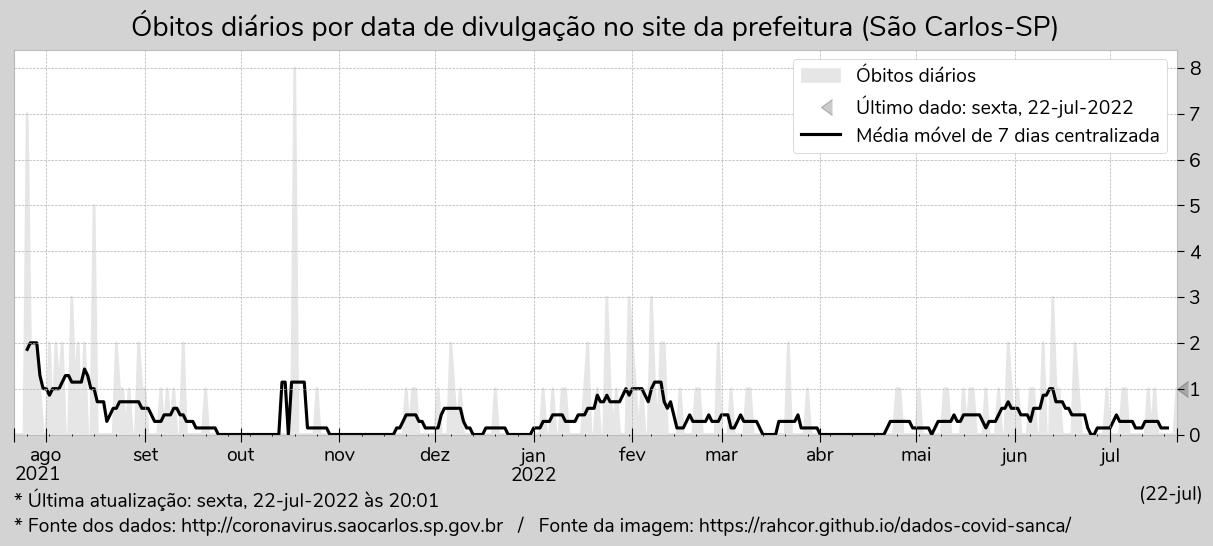 Óbitos diários por data de divulgação no site da prefeitura (São Carlos-SP)
Óbitos diários
Último dado: sexta, 22-jul-2022
Média móvel de 7 dias centralizada
8
7
6
5
4
3
2
1
0
ago set out nov dez jan fev mar abr mai jun jul
2021 2022
(22-jul)
* Última atualização: sexta, 22-jul-2022 às 20:01
* Fonte dos dados: http://coronavirus.saocarlos.sp.gov.br / Fonte da imagem: https://rahcor.github.io/dados-covid-sanca/